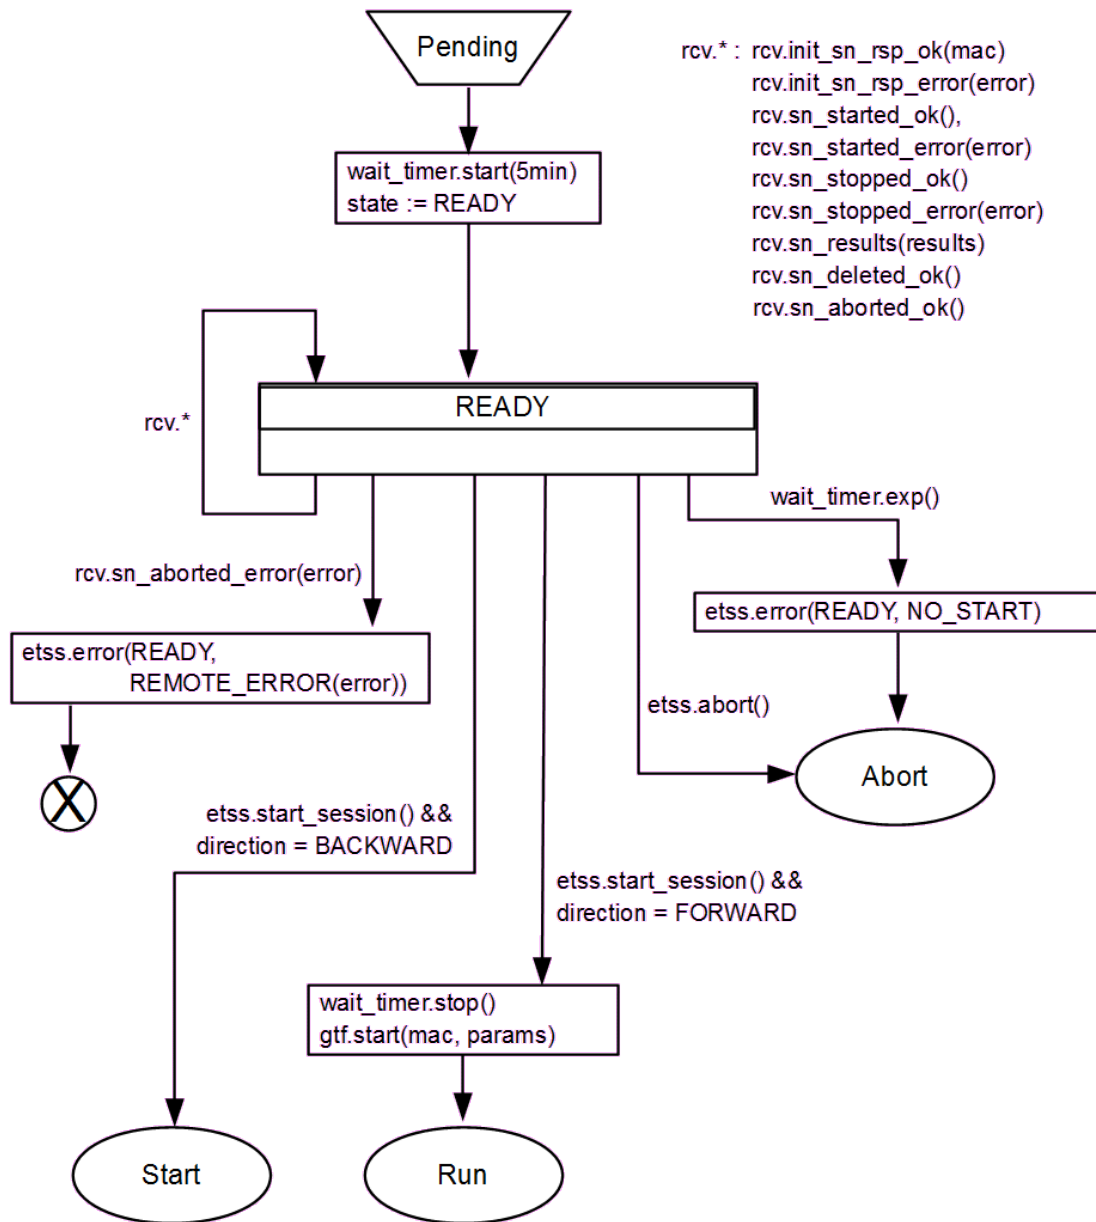 Pending
rcv.* : rcv.init_sn_rsp_ok(mac)
rcv.init_sn_rsp_error(error)
rcv.sn_started_ok(),
rcv.sn_started_error(error)
rcv.sn_stopped_ok()
rcv.sn_stopped_error(error)
rcv.sn_results(results)
rcv.sn_deleted_ok()
rcv.sn_aborted_ok()
wait_timer.start(5min)
state := READY
READY
rcv.*
wait_timer.exp()
rcv.sn_aborted_error(error)
etss.error(READY, NO_START)
etss.error(READY,
REMOTE_ERROR(error))
etss.abort()
Abort
X
etss.start_session() &&
direction = BACKWARD
etss.start_session() &&
direction = FORWARD
wait_timer.stop()
gtf.start(mac, params)
Start
Run